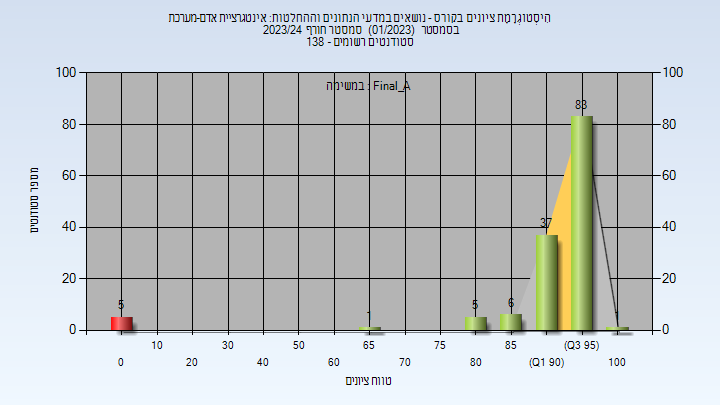 הִיסְטוֹגְרָמַת ציונים בקורס - נושאים במדעי הנתונים וההחלטות: אינטגרציית אדם-מערכת
בסמסטר (01/2023) סמסטר חורף 2023/24
סטודנטים רשומים - 138
במשימה : Final_A
מספר סטודנטים
100 100
80 80
60 60
40 40
20 20
0 0
5 1 5 6 37 83 1
10 30 50 65 75 85 (Q3 95)
0 20 40 60 70 80 (Q1 90) 100
טווח ציונים